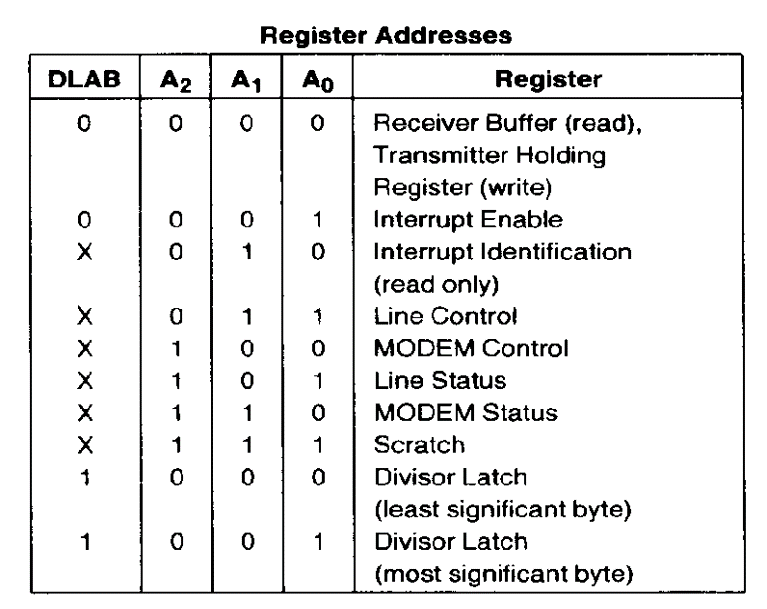 Register Addresses
DLAB A2 A1 A0 Register
0 0 0 0 Receiver Buffer (read),
Transmitter Holding
Register (write)
0 0 0 1 Interrupt Enable
X 0 1 0 Interrupt Identification
(read only)
X 0 1 1 Line Control
X 1 0 0 MODEM Control
X 1 0 1 Line Status
X 1 1 0 MODEM Status
X 1 1 1 Scratch
1 0 0 0 Divisor Latch
(least significant byte)
1 0 0 1 Divisor Latch
(most significant byte)